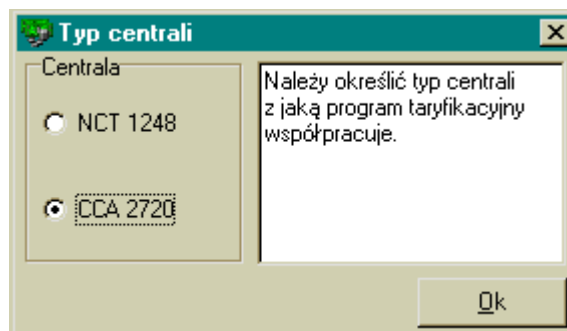 Typ centrali
Centrala
NCT 1248
CCA 2720
Należy określić typ centrali
z jaką program taryfikacyjny
współpracuje.
Ok